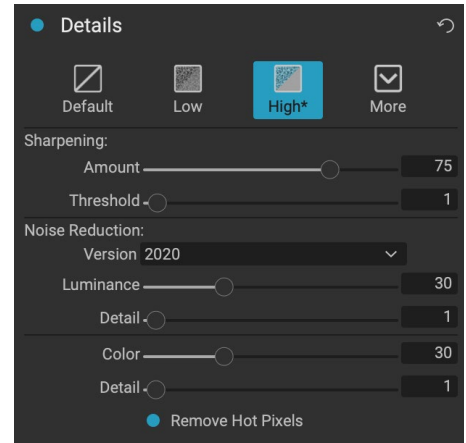 Details
Default Low High* More
Sharpening:
Amount 75
Threshold 1
Noise Reduction:
Version 2020
Luminance 30
Detail 1
Color 30
Detail 1
Remove Hot Pixels